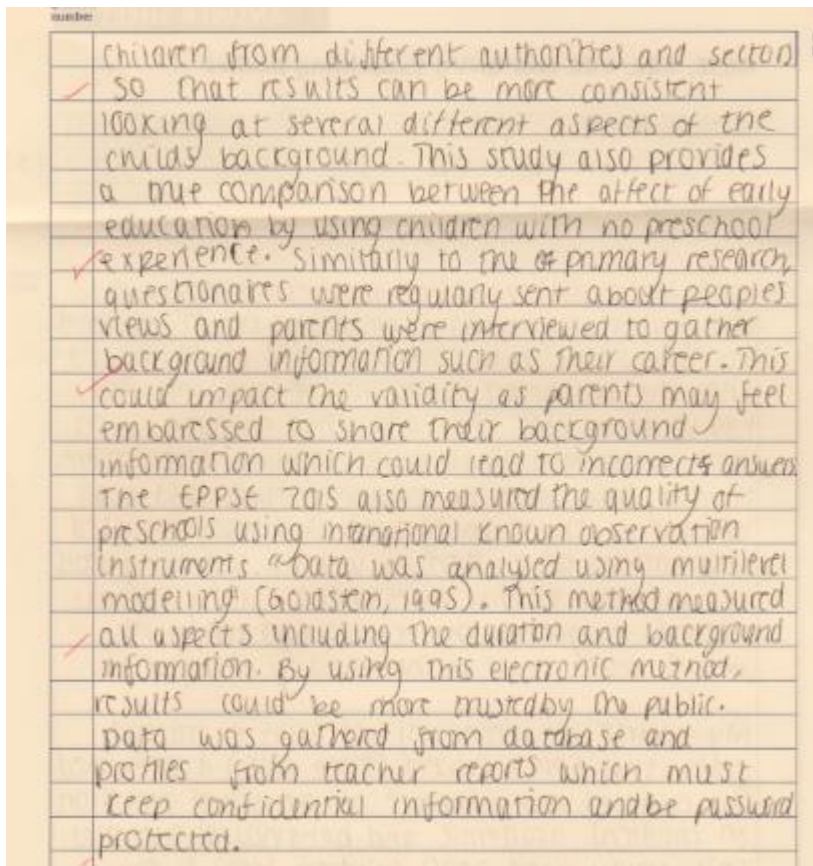 number
children from different authorities and sectors
so that results can be more consistent
looking at several different aspects of the
childs background. This study also provides
a true comparison between the affect of early
education by using children with no preschool
experience. Similarly to the primary research,
questionaires were regularly sent about peoples
views and parents were interviewed to gather
background information such as their career. This
could impact the validity as parents may feel
embaressed to share their background
information which could lead to incorrect answers
The EPPSE 2015 also measured the quality of
preschools using known observation
instruments "Data was analysed using multilevel
modelling" (Goldstein, 1995). This method measured
all aspects including the duration and background
information. By using this electronic method,
results could be more trusted by the public.
Data was gathered from database and
profiles from teacher reports which must
keep confidential information and be password
protected.